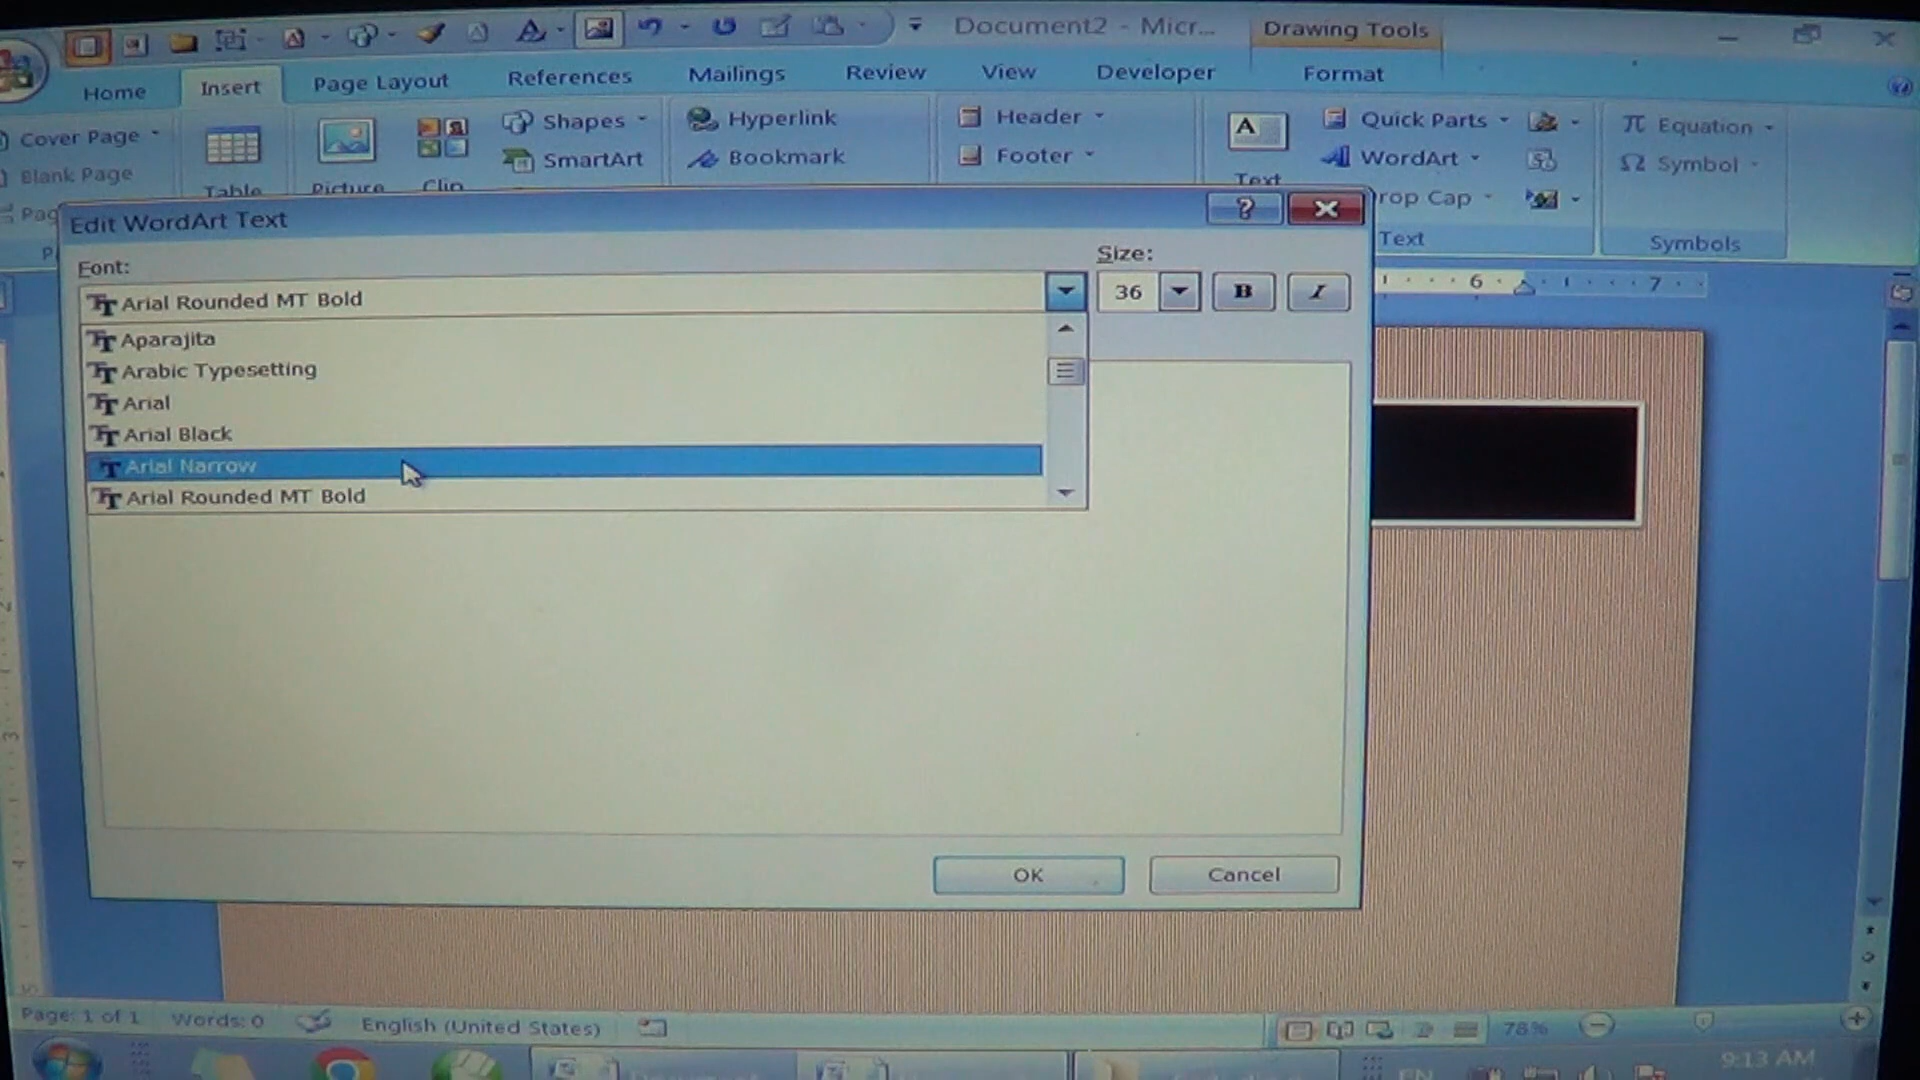 Document2 - Micr...
Drawing Tools
Home
Insert
Page Layout
References
Mailings
Review
View
Developer
Format
Cover Page
Blank Page
Table
Picture
Clip
Shapes
SmartArt
Hyperlink
Bookmark
Header
Footer
A
Text
Quick Parts
WordArt
rop Cap
Text
π Equation
Ω Symbol
Symbols
Edit WordArt Text
?
Font:
Size:
Arial Rounded MT Bold
36
B
I
Aparajita
Arabic Typesetting
Arial
Arial Black
Arial Narrow
Arial Rounded MT Bold
6
7
OK
Cancel
Page: 1 of 1
Words: 0
English (United States)
78%
EN
9:13 AM